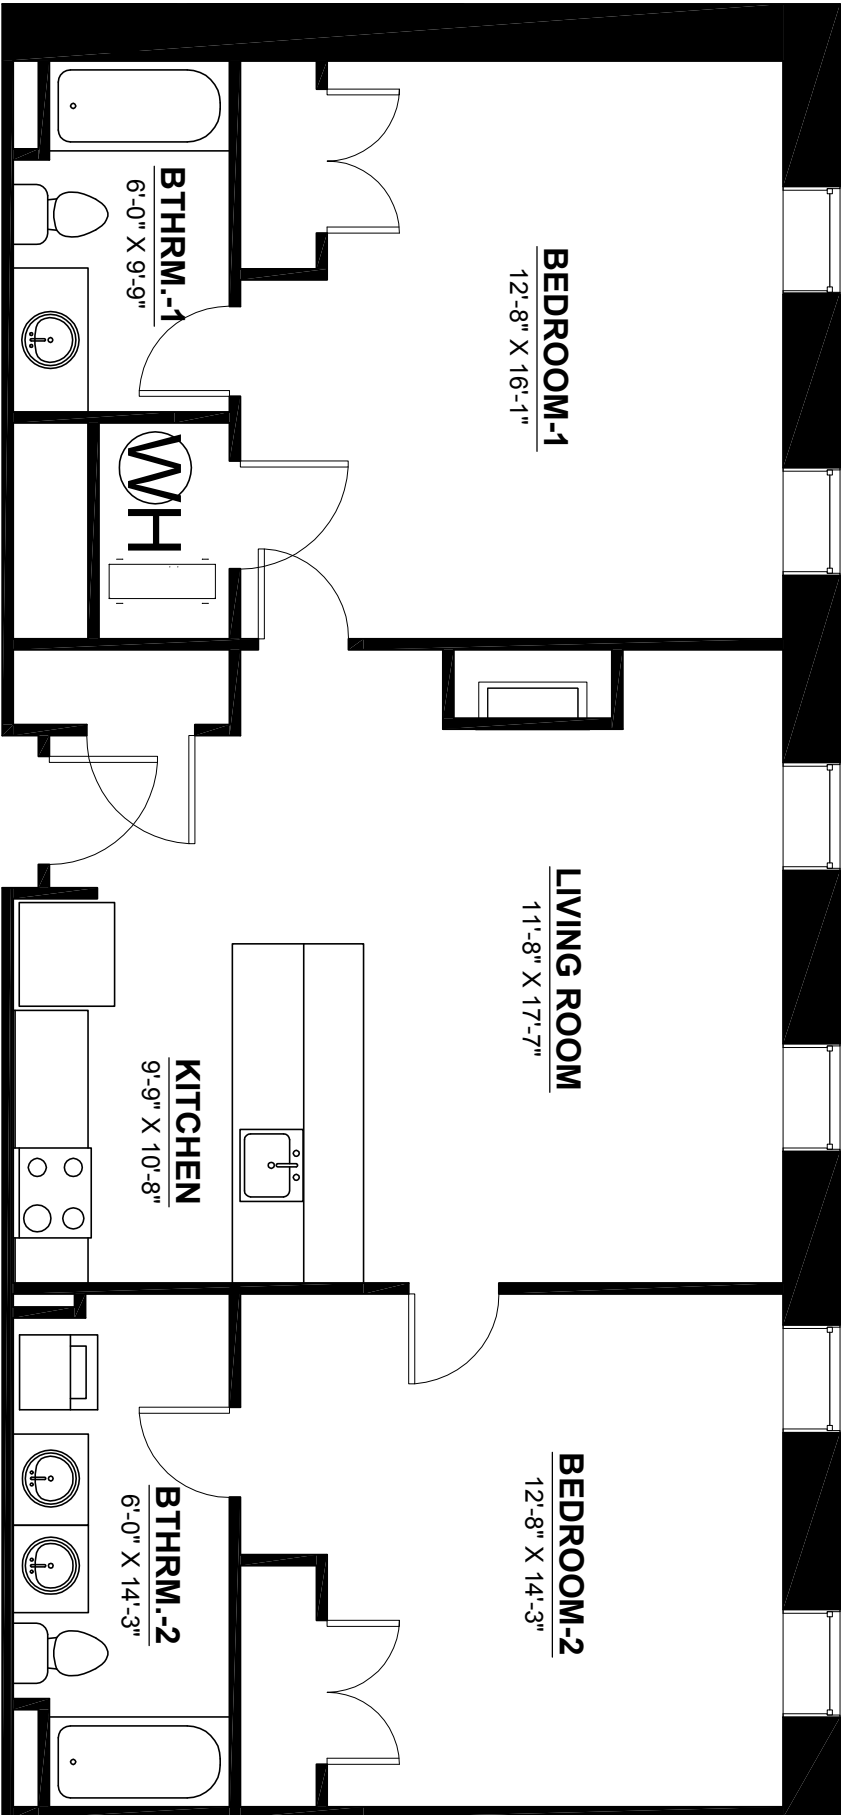 BTHRM.-1
6'-0" X 9'-9"
BEDROOM-1
12'-8" X 16'-1"
WH
LIVING ROOM
11'-8" X 17'-7"
KITCHEN
9'-9" X 10'-8"
BTHRM.-2
6'-0" X 14'-3"
BEDROOM-2
12'-8" X 14'-3"